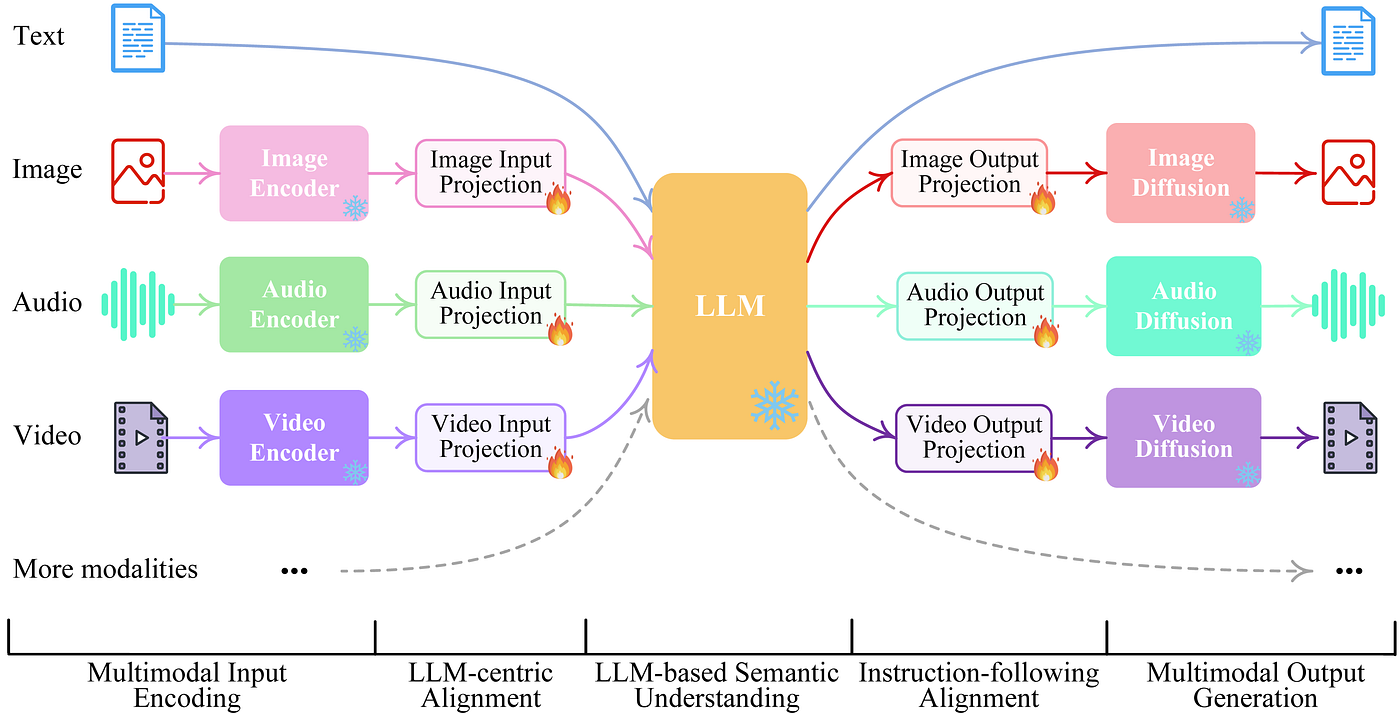 Text
Image
Image
Encoder
Image Input
Projection
Image Output
Projection
Image
Diffusion
Audio
Audio
Encoder
Audio Input
Projection
LLM
Audio Output
Projection
Audio
Diffusion
Video
Video
Encoder
Video Input
Projection
Video Output
Projection
Video
Diffusion
More modalities
...
...
Multimodal Input
Encoding
LLM-centric
Alignment
LLM-based Semantic
Understanding
Instruction-following
Alignment
Multimodal Output
Generation